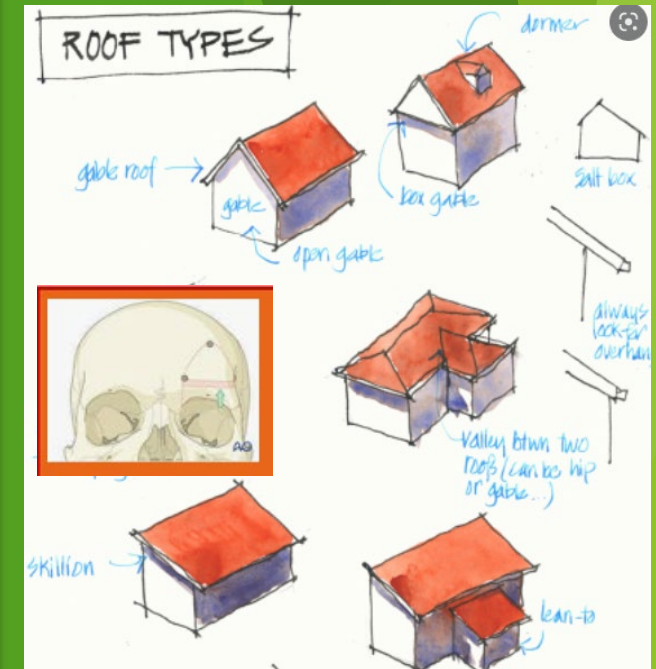 ROOF TYPES
dormer
gable roof
gable
open gable
box gable
salt box
always
look for
overhan
valley btwn two
roofs (can be hip
or gable...)
skillion
lean-to
AO